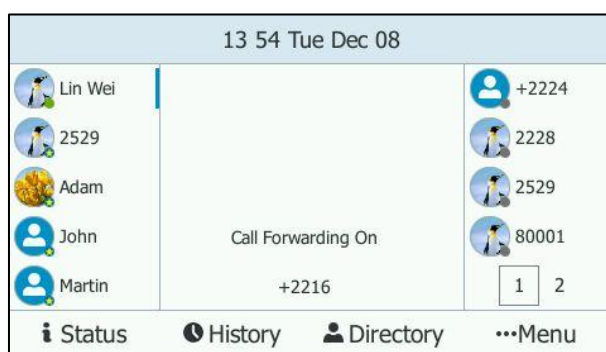 13 54 Tue Dec 08
Lin Wei
2529
Adam
John
Martin
Call Forwarding On
+2216
+2224
2228
2529
80001
1 2
Status History Directory Menu